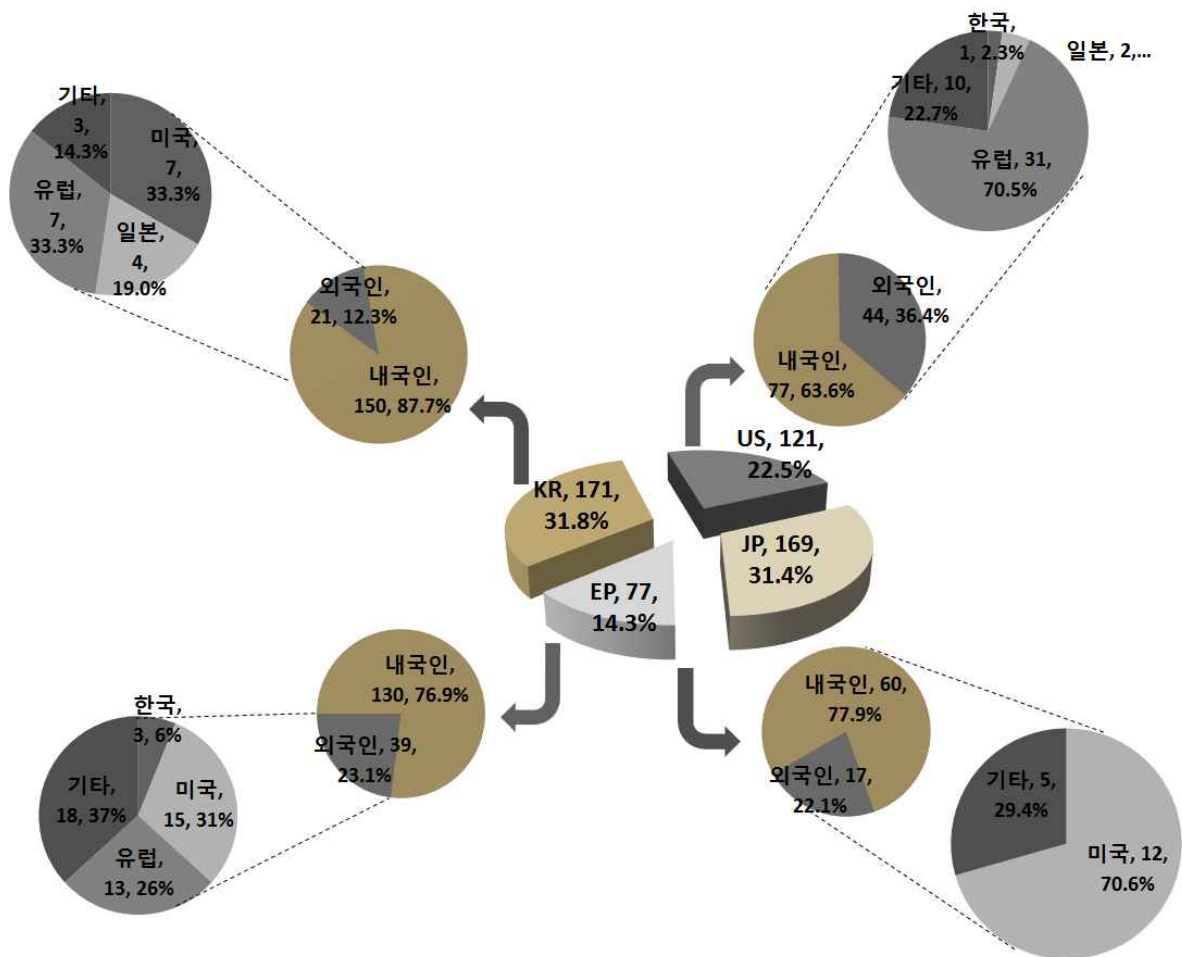 기타,
3,
14.3%
미국,
7,
33.3%
유럽,
7,
33.3%
일본,
4,
19.0%
외국인,
21, 12.3%
내국인,
150, 87.7%
한국,
1, 2.3%
일본, 2,...
기타, 10,
22.7%
유럽, 31,
70.5%
외국인,
44, 36.4%
내국인,
77, 63.6%
US, 121,
22.5%
KR, 171,
31.8%
JP, 169,
31.4%
EP, 77,
14.3%
내국인,
130, 76.9%
외국인, 39,
23.1%
한국,
3, 6%
기타,
18, 37%
미국,
15, 31%
유럽,
13, 26%
내국인, 60,
77.9%
외국인, 17,
22.1%
기타, 5,
29.4%
미국, 12,
70.6%